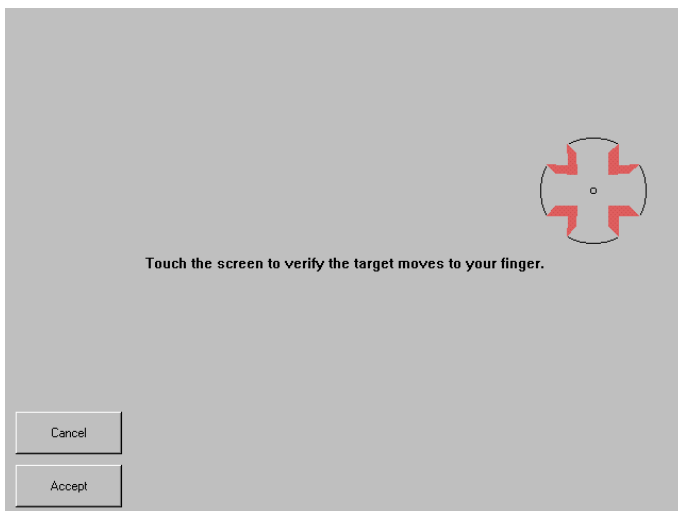 Touch the screen to verify the target moves to your finger.
Cancel
Accept